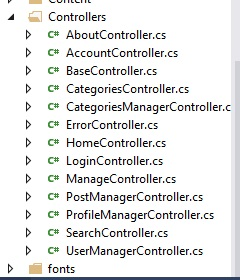 Content
Controllers
C# AboutController.cs
C# AccountController.cs
C# BaseController.cs
C# CategoriesController.cs
C# CategoriesManagerController.c
C# ErrorController.cs
C# HomeController.cs
C# LoginController.cs
C# ManageController.cs
C# PostManagerController.cs
C# ProfileManagerController.cs
C# SearchController.cs
C# UserManagerController.cs
fonts